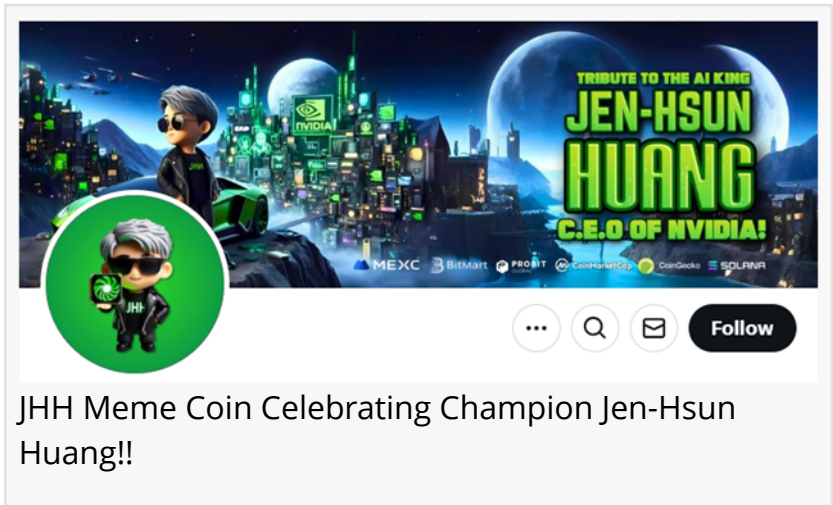 TRIBUTE TO THE AI KING
JEN-HSUN
HUANG
C.E.O OF NVIDIA!
NVIDIA
JHH
MEXC BitMart PROBIT GLOBAL CoinMarketCap CoinGecko SOLANA
JHH
Follow
JHH Meme Coin Celebrating Champion Jen-Hsun
Huang!!